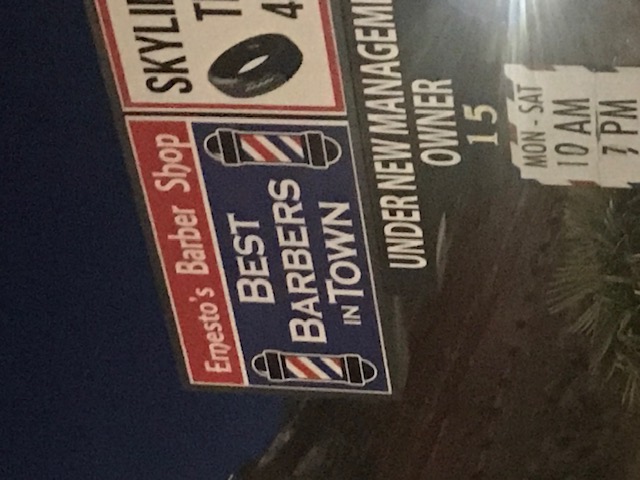 Ernesto's Barber Shop
BEST
BARBERS
IN TOWN
SKYLI
T
4
UNDER NEW MANAGEM
OWNER
15
MON - SAT
10 AM
7 PM